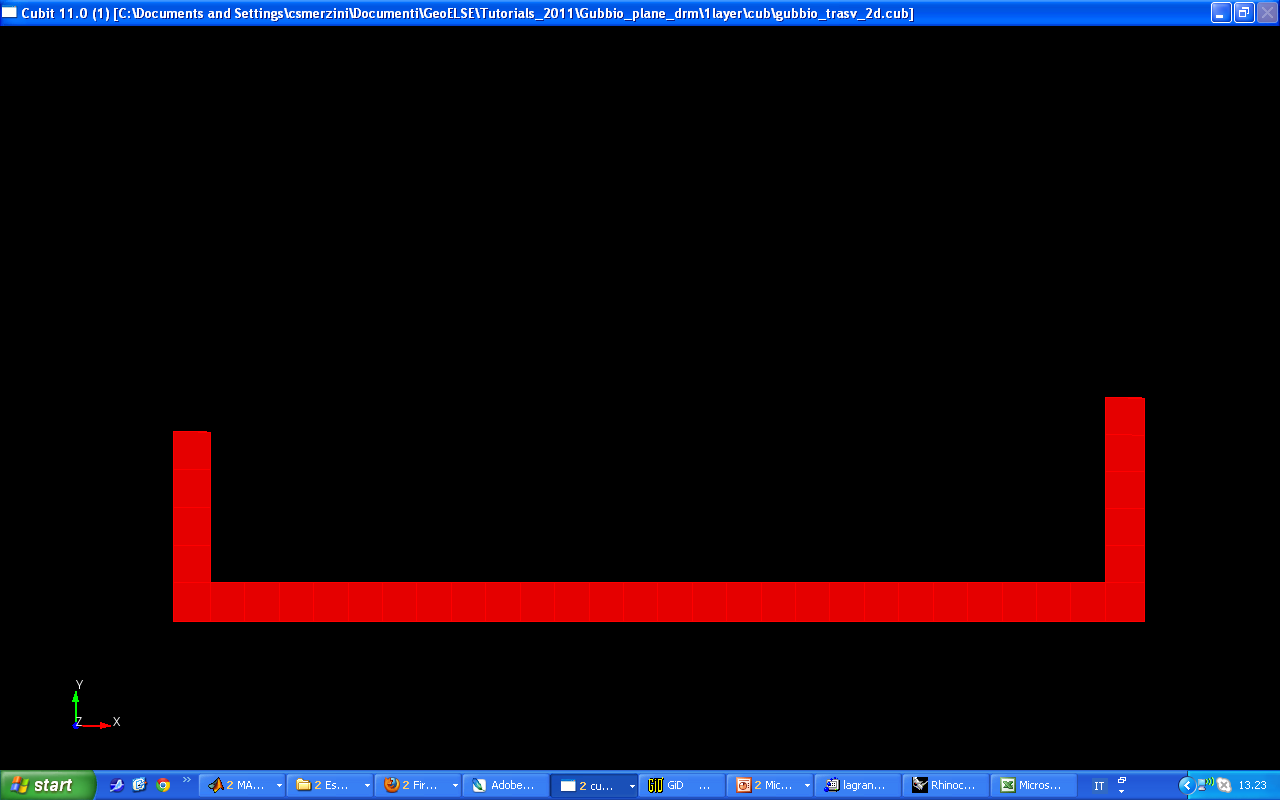 Cubit 11.0 (1) [C:\Documents and Settings\csmerzini\Documenti\GeoELSE\Tutorials_2011\Gubbio_plane_drm\1layer\cub\gubbio_trasv_2d.cub]
Y
Z X
start » 2 MA... 2 Es... 2 Fir... Adobe... 2 cu... GiD ... 2 Mic... lagran... Rhinoc... Micros... IT 13.23